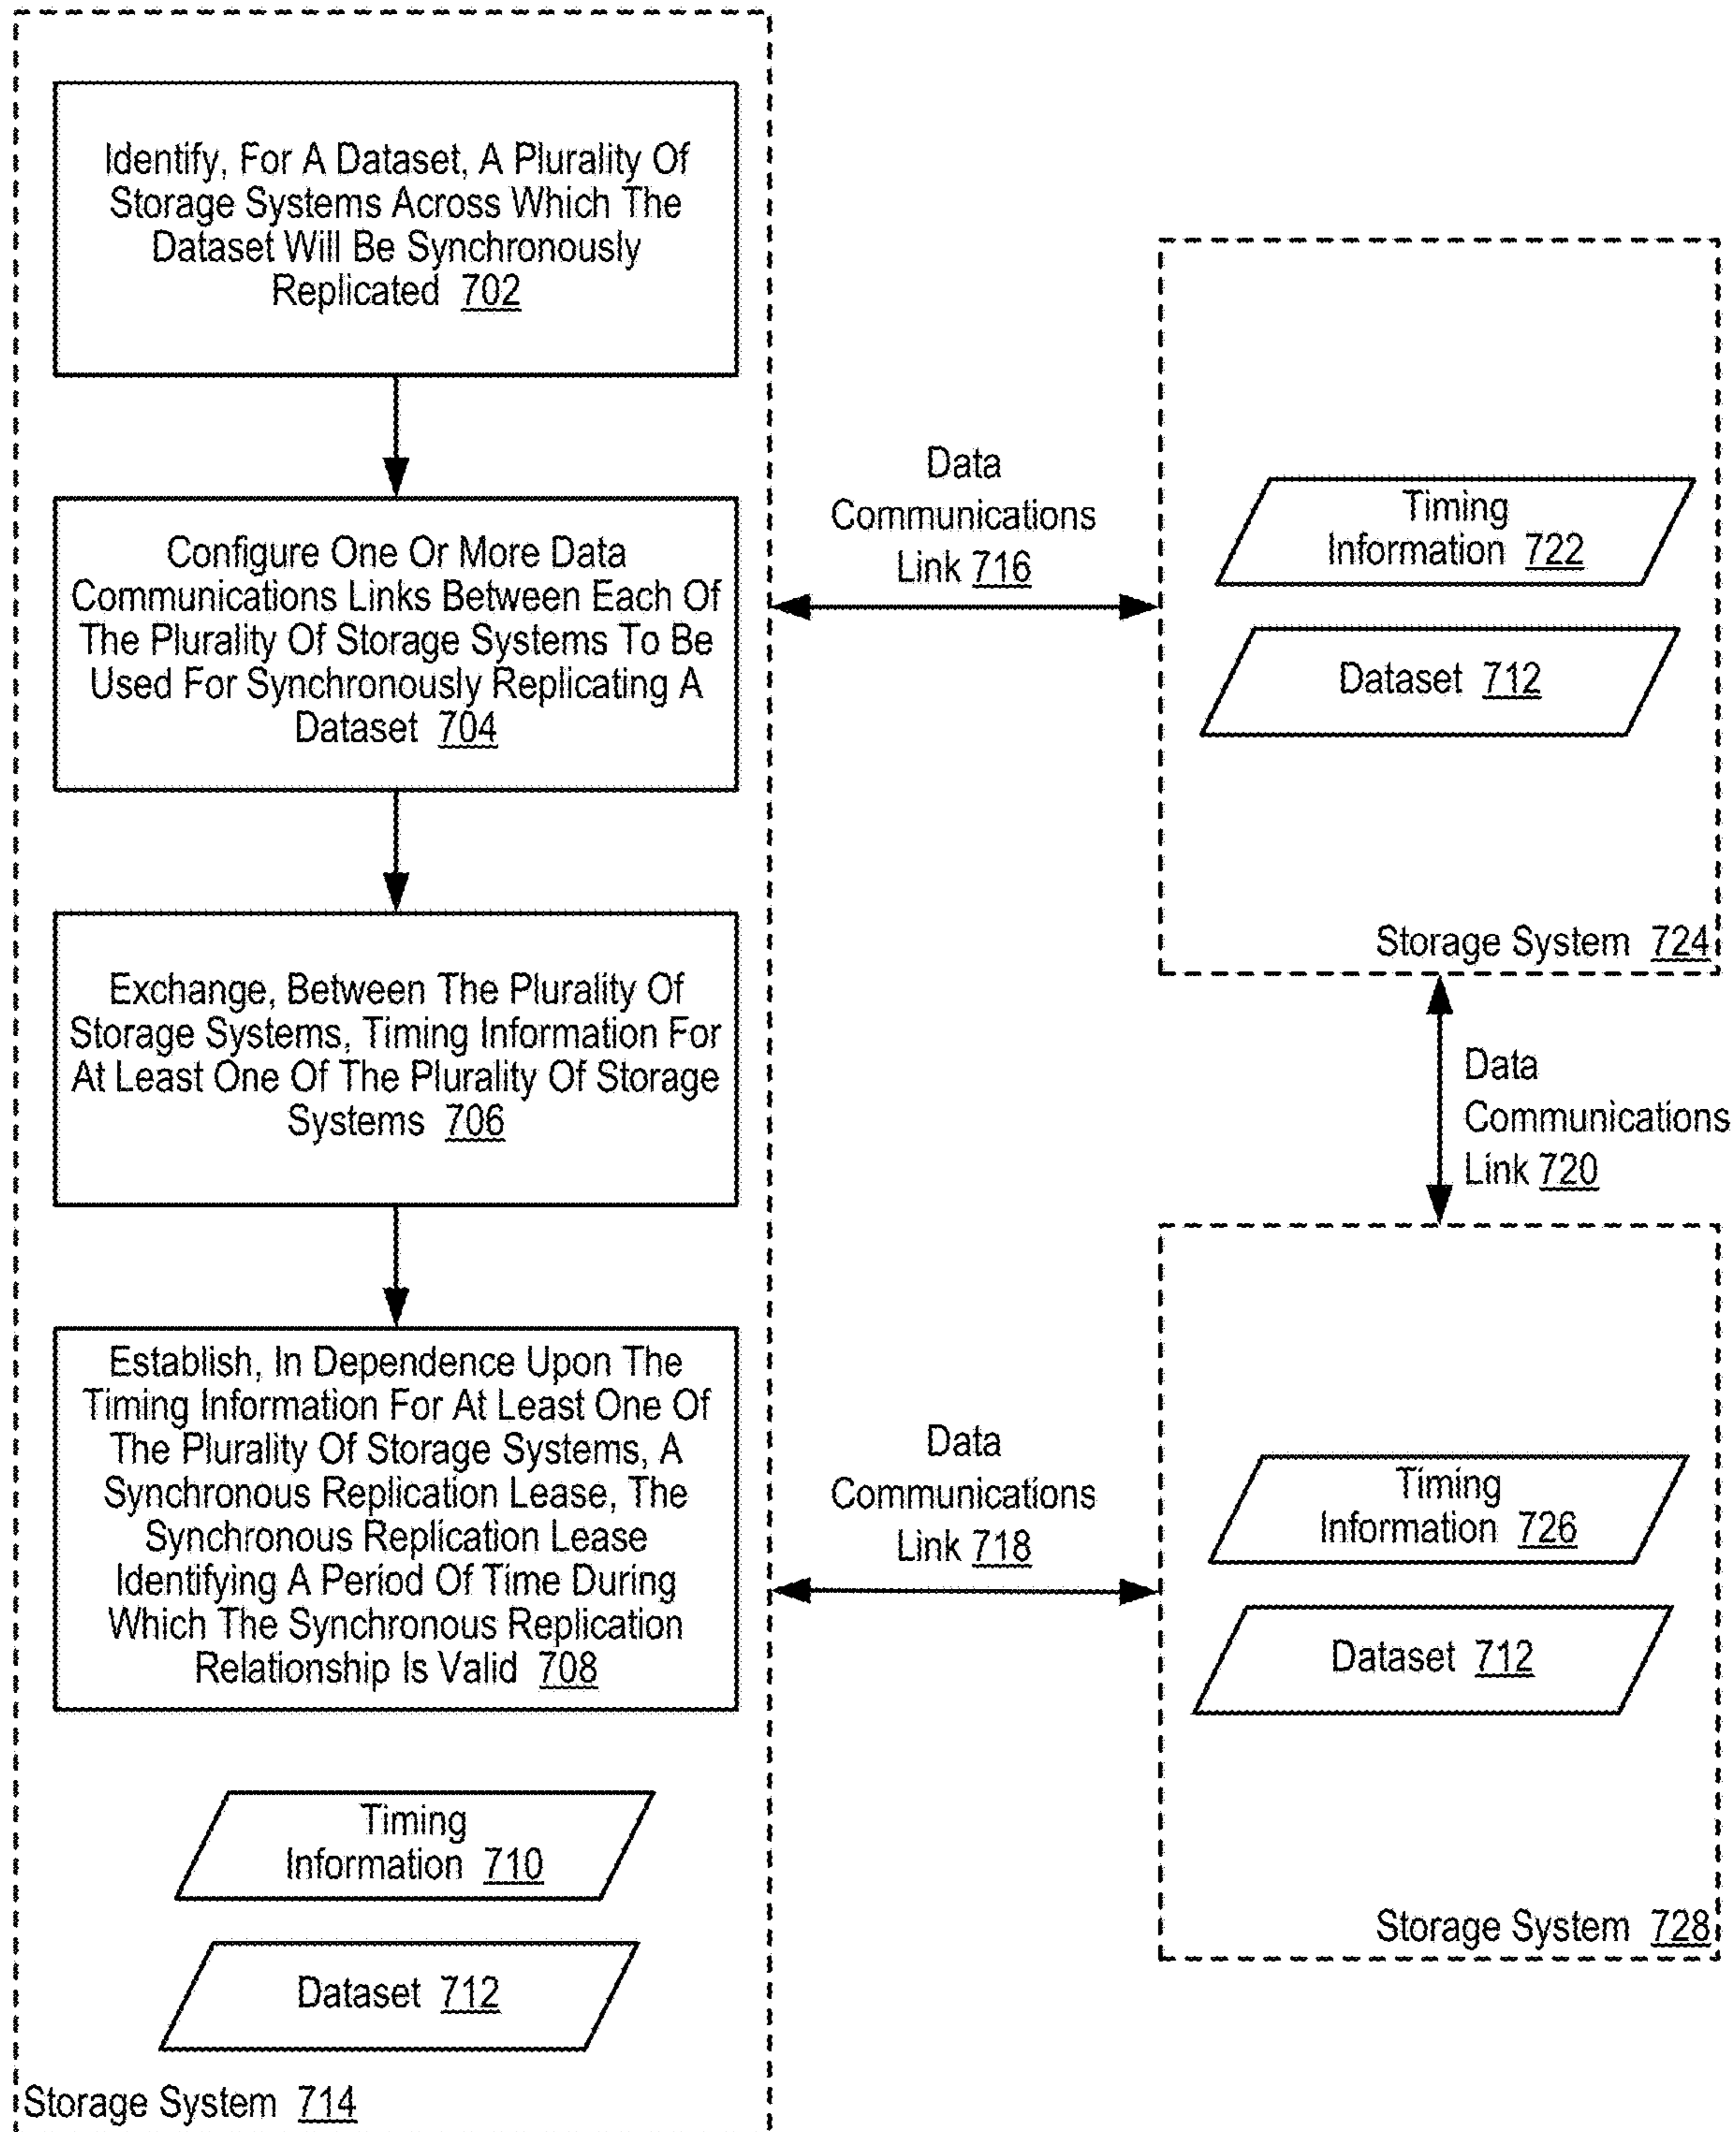 Identify, For A Dataset, A Plurality Of
Storage Systems Across Which The
Dataset Will Be Synchronously
Replicated 702
Configure One Or More Data
Communications Links Between Each Of
The Plurality Of Storage Systems To Be
Used For Synchronously Replicating A
Dataset 704
Exchange, Between The Plurality Of
Storage Systems, Timing Information For
At Least One Of The Plurality Of Storage
Systems 706
Establish, In Dependence Upon The
Timing Information For At Least One Of
The Plurality Of Storage Systems, A
Synchronous Replication Lease, The
Synchronous Replication Lease
Identifying A Period Of Time During
Which The Synchronous Replication
Relationship Is Valid 708
Timing
Information 710
Dataset 712
Storage System 714
Data
Communications
Link 716
Timing
Information 722
Dataset 712
Storage System 724
Data
Communications
Link 720
Data
Communications
Link 718
Timing
Information 726
Dataset 712
Storage System 728